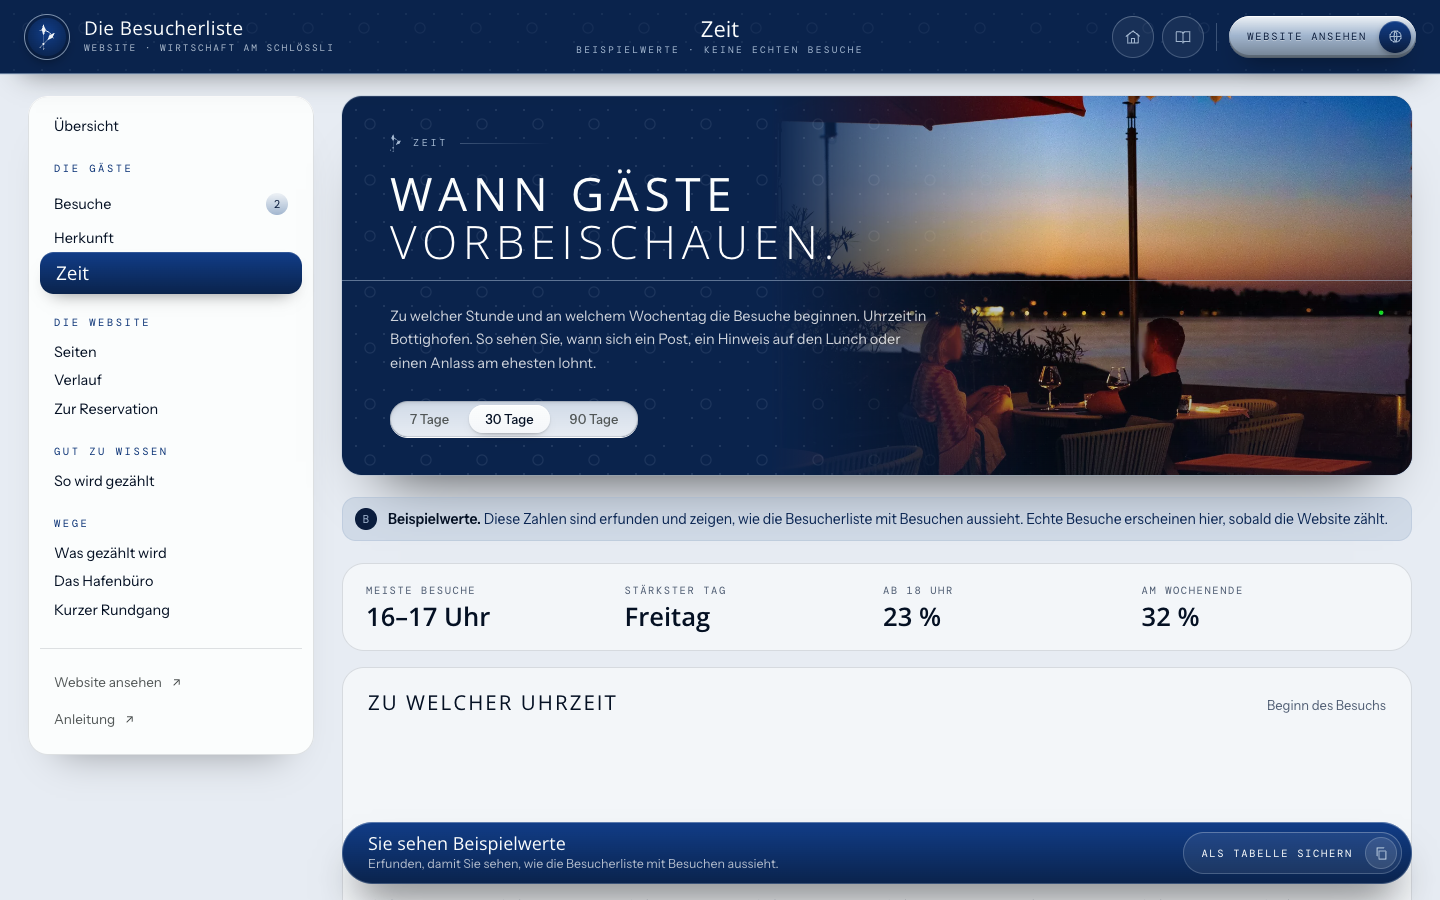 Die Besucherliste
WEBSITE · WIRTSCHAFT AM SCHLÖSSLI
Zeit
BEISPIELWERTE · KEINE ECHTEN BESUCHE
WEBSITE ANSEHEN
Übersicht
DIE GÄSTE
Besuche
2
Herkunft
Zeit
DIE WEBSITE
Seiten
Verlauf
Zur Reservation
GUT ZU WISSEN
So wird gezählt
WEGE
Was gezählt wird
Das Hafenbüro
Kurzer Rundgang
Website ansehen
Anleitung
ZEIT
WANN GÄSTE
VORBEISCHAUEN.
Zu welcher Stunde und an welchem Wochentag die Besuche beginnen. Uhrzeit in
Bottighofen. So sehen Sie, wann sich ein Post, ein Hinweis auf den Lunch oder
einen Anlass am ehesten lohnt.
7 Tage
30 Tage
90 Tage
B
Beispielwerte. Diese Zahlen sind erfunden und zeigen, wie die Besucherliste mit Besuchen aussieht. Echte Besuche erscheinen hier, sobald die Website zählt.
MEISTE BESUCHE
16–17 Uhr
STÄRKSTER TAG
Freitag
AB 18 UHR
23 %
AM WOCHENENDE
32 %
ZU WELCHER UHRZEIT
Beginn des Besuchs
Sie sehen Beispielwerte
Erfunden, damit Sie sehen, wie die Besucherliste mit Besuchen aussieht.
ALS TABELLE SICHERN